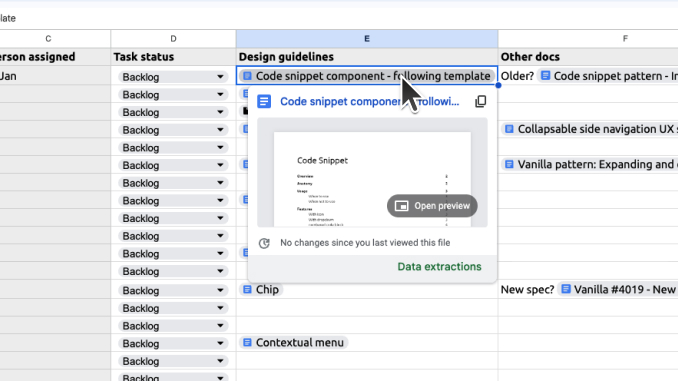 late
C D E F
erson assigned Task status Design guidelines Other docs
Jan Backlog Code snippet component - following template Older? Code snippet pattern - In
Backlog
Code snippet component - followi...
Backlog
Backlog Collapsable side navigation UX s
Backlog
Code Snippet
Backlog Vanilla pattern: Expanding and
Overview 2
Anatomy 2
Backlog
Usage
Backlog
Open preview
Features
Backlog
Backlog
No changes since you last viewed this file
Backlog
Backlog
Data extractions
Backlog Chip New spec? Vanilla #4019 - New
Backlog
Backlog
Backlog Contextual menu
Backlog
Backlog